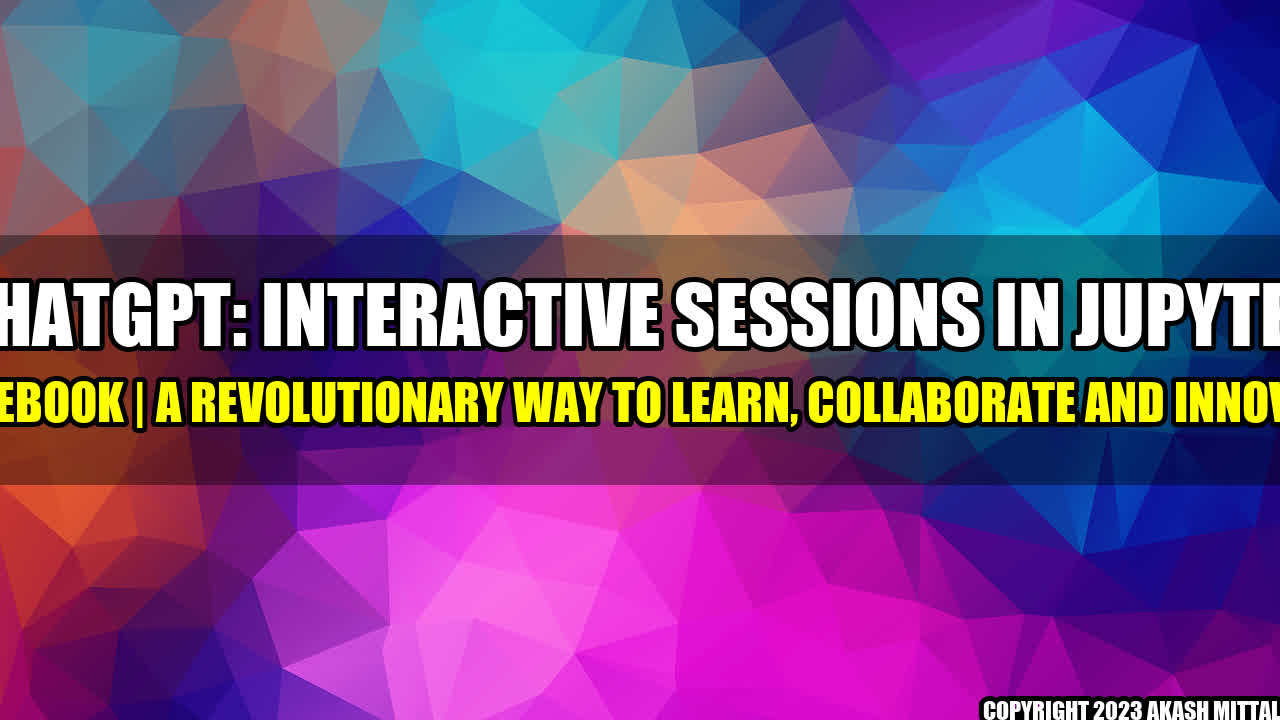 HATGPT: INTERACTIVE SESSIONS IN JUPYTE
EBOOK | A REVOLUTIONARY WAY TO LEARN, COLLABORATE AND INNOV
COPYRIGHT 2023 AKASH MITTAL